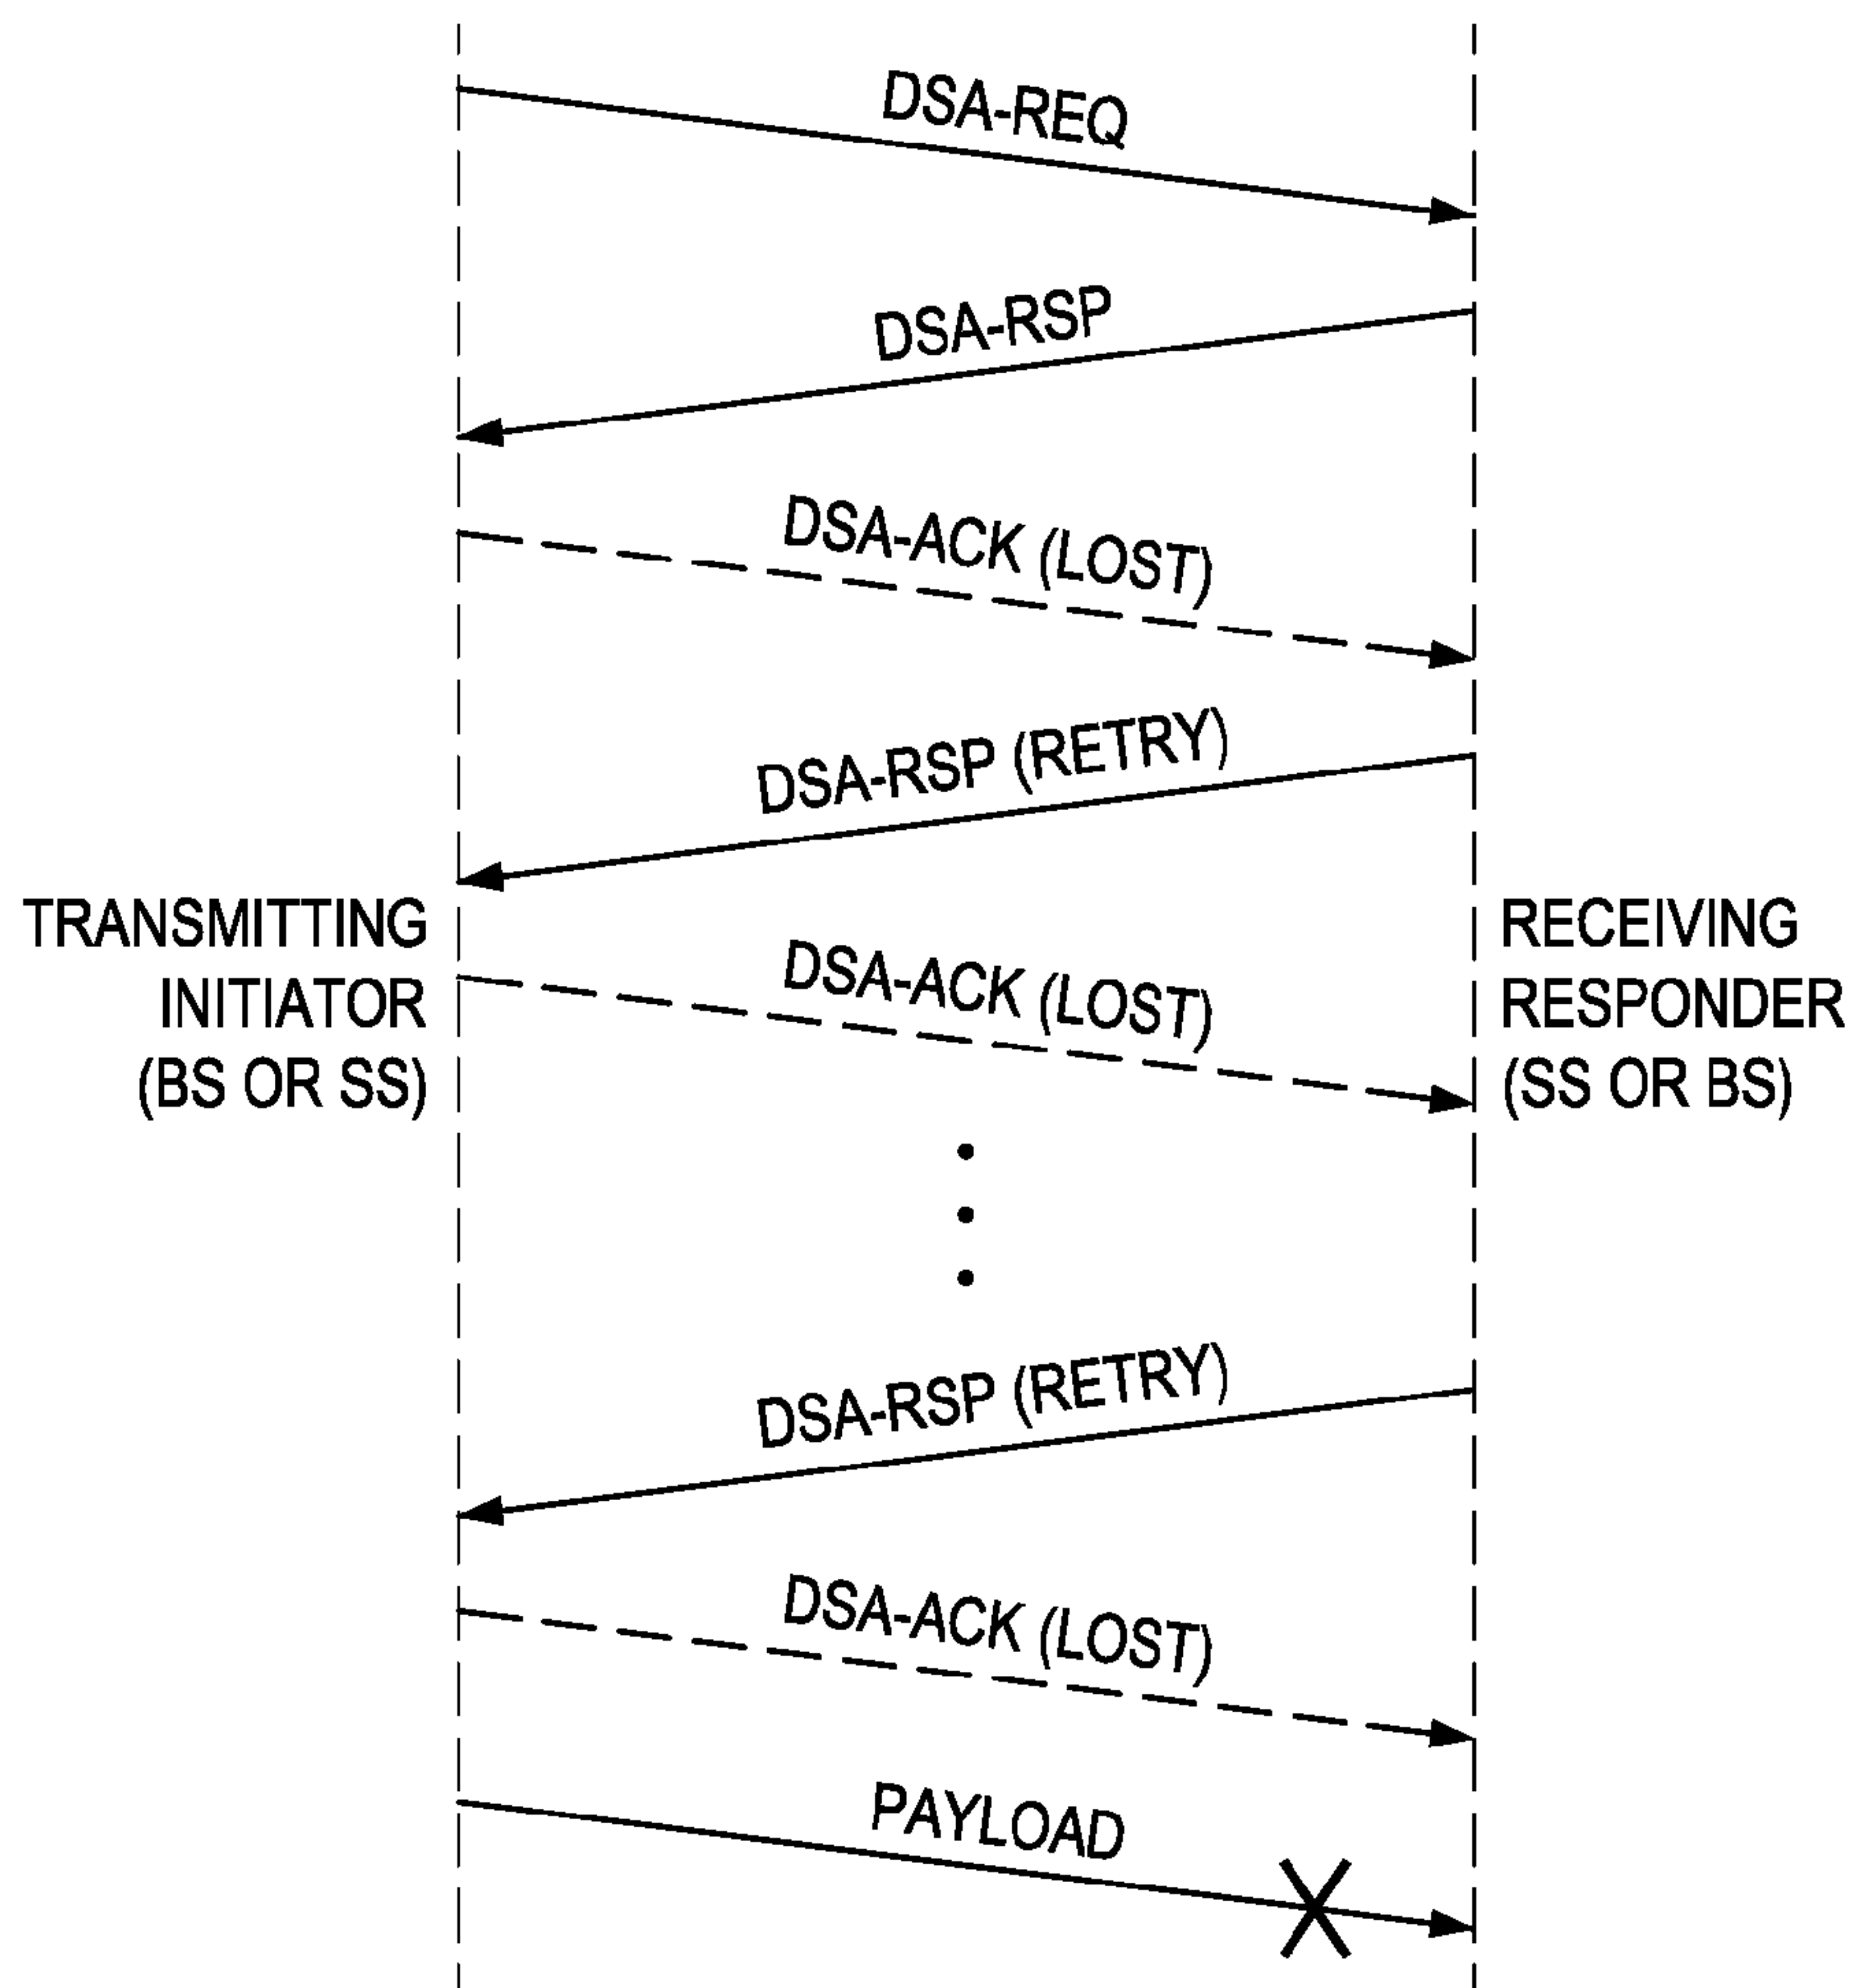 DSA-REQ
DSA-RSP
DSA-ACK (LOST)
DSA-RSP (RETRY)
TRANSMITTING
INITIATOR
(BS OR SS)
RECEIVING
RESPONDER
(SS OR BS)
DSA-ACK (LOST)
DSA-RSP (RETRY)
DSA-ACK (LOST)
PAYLOAD